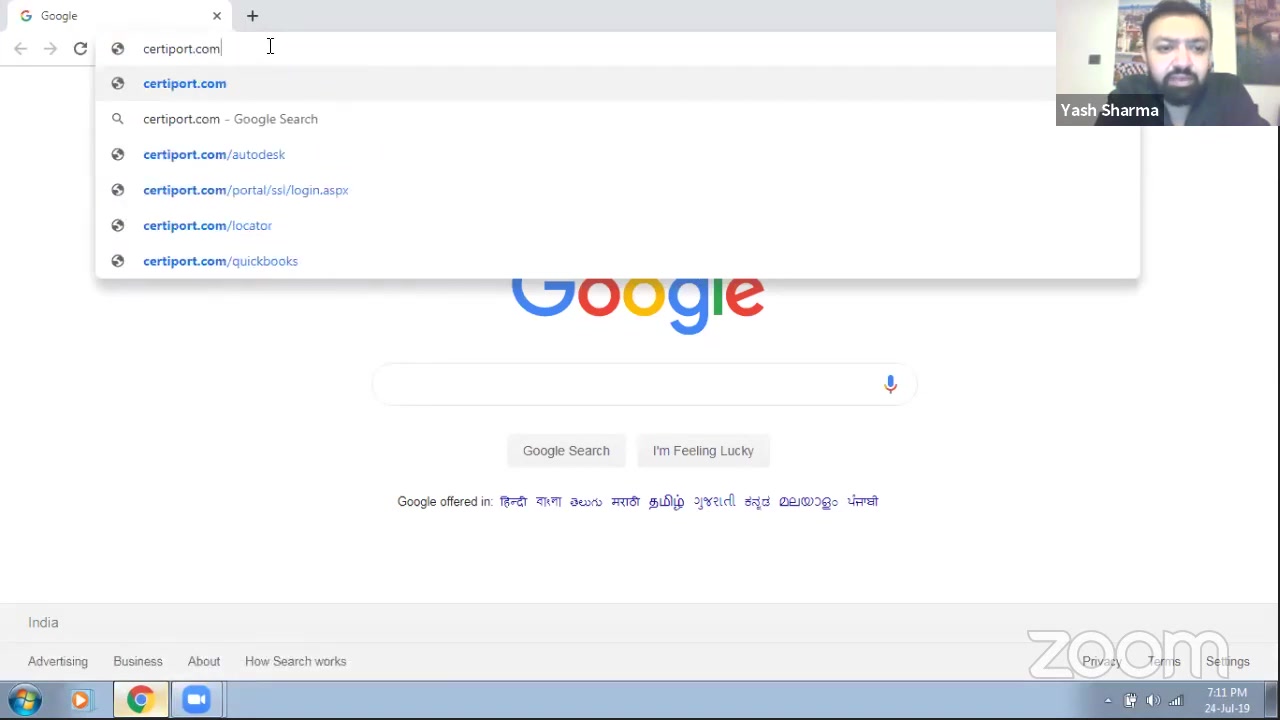 Google
certiport.com
certiport.com
certiport.com - Google Search
certiport.com/autodesk
certiport.com/portal/ssi/login.aspx
certiport.com/locator
certiport.com/quickbooks
Yash Sharma
Google
Google Search
I'm Feeling Lucky
Google offered in: हिन्दी বাংলা తెలుగు मराठी தமிழ் ગુજરાતી ಕನ್ನಡ മലയാളം ਪੰਜਾਬੀ
India
zoom
Advertising Business About How Search works Privacy Terms Settings
7:11 PM
24-Jul-19